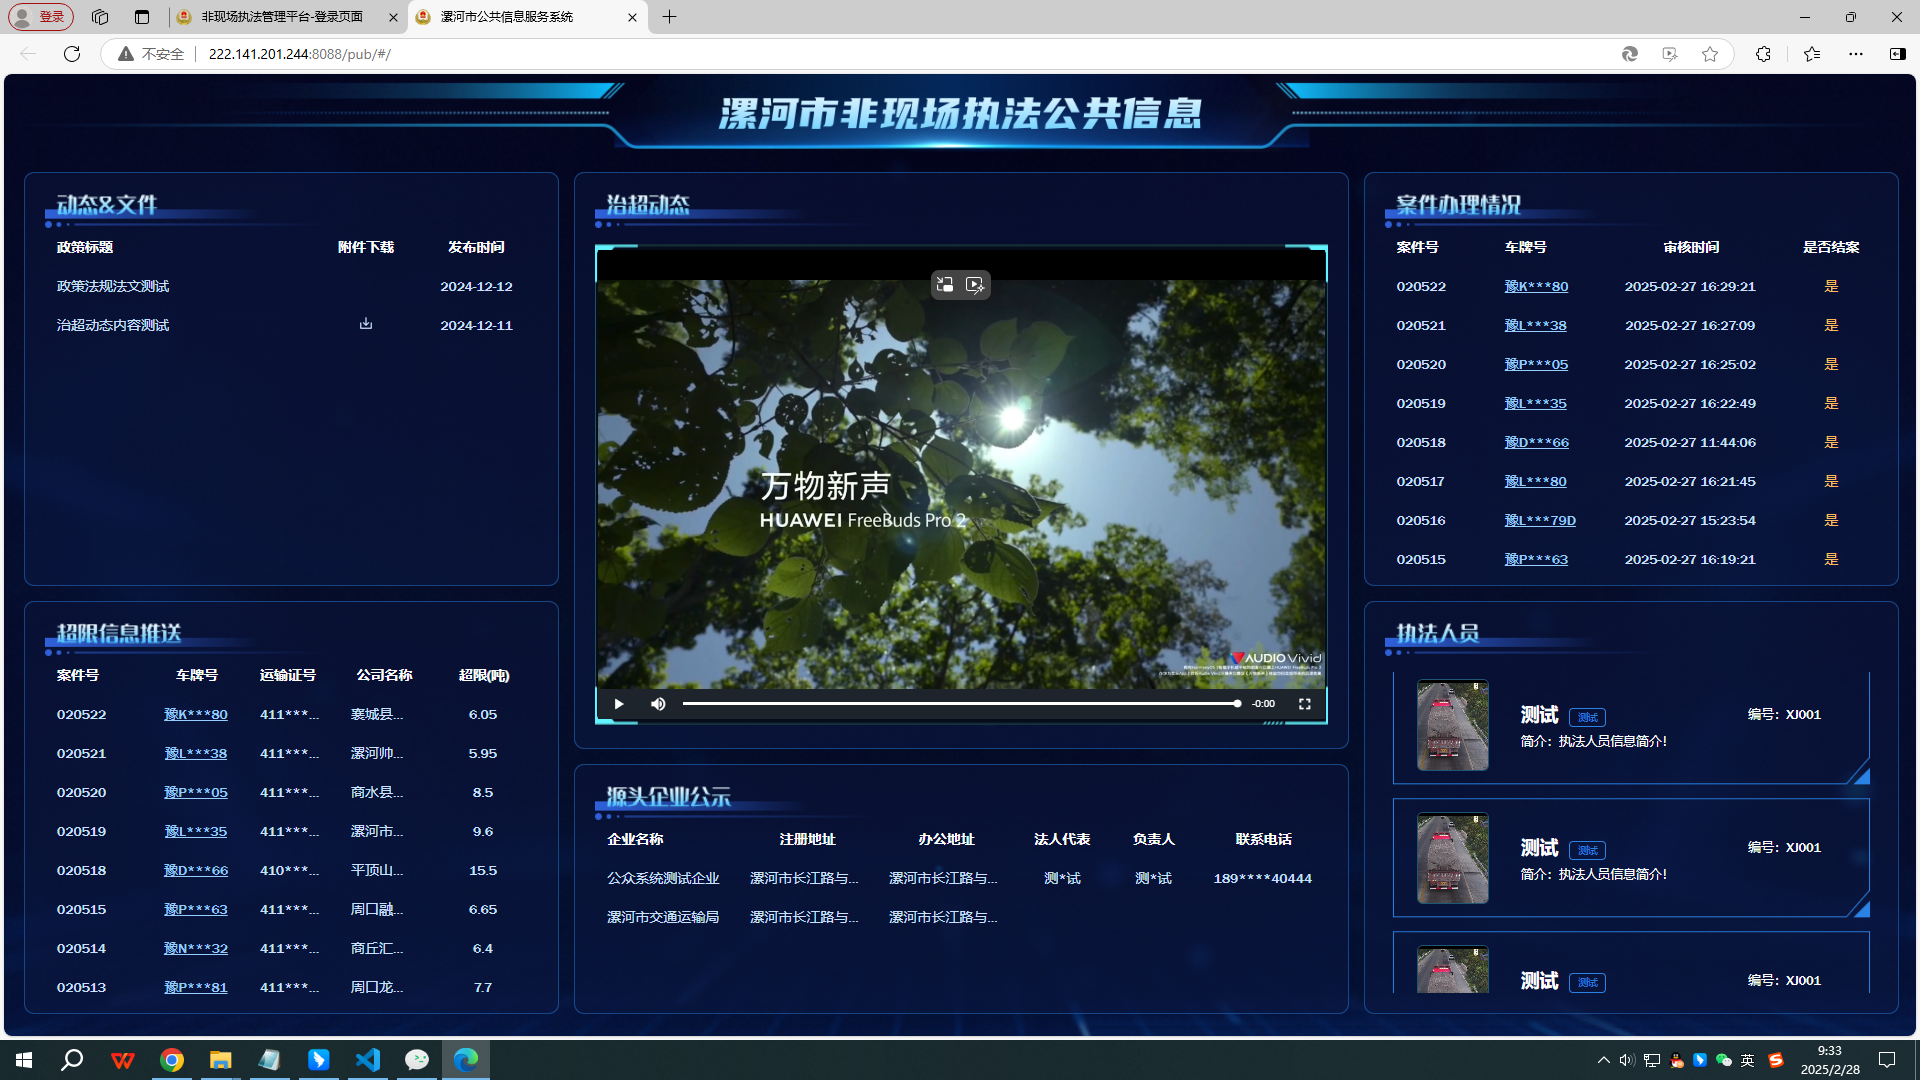 登录
非现场执法管理平台-登录页面
漯河市公共信息服务系统
不安全
222.141.201.244:8088/pub/#/
漯河市非现场执法公共信息
动态&文件
政策标题 附件下载 发布时间
政策法规法文测试 2024-12-12
治超动态内容测试 2024-12-11
超限信息推送
案件号 车牌号 运输证号 公司名称 超限(吨)
020522 豫K***80 411***... 襄城县... 6.05
020521 豫L***38 411***... 漯河帅... 5.95
020520 豫P***05 411***... 商水县... 8.5
020519 豫L***35 411***... 漯河市... 9.6
020518 豫D***66 410***... 平顶山... 15.5
020515 豫P***63 411***... 周口融... 6.65
020514 豫N***32 411***... 商丘汇... 6.4
020513 豫P***81 411***... 周口龙... 7.7
治超动态
万物新声
HUAWEI FreeBuds Pro 2
AUDIO Vivid
-0:00
源头企业公示
企业名称 注册地址 办公地址 法人代表 负责人 联系电话
公众系统测试企业 漯河市长江路与... 漯河市长江路与... 测*试 测*试 189****40444
漯河市交通运输局 漯河市长江路与... 漯河市长江路与...
案件办理情况
案件号 车牌号 审核时间 是否结案
020522 豫K***80 2025-02-27 16:29:21 是
020521 豫L***38 2025-02-27 16:27:09 是
020520 豫P***05 2025-02-27 16:25:02 是
020519 豫L***35 2025-02-27 16:22:49 是
020518 豫D***66 2025-02-27 11:44:06 是
020517 豫L***80 2025-02-27 16:21:45 是
020516 豫L***79D 2025-02-27 15:23:54 是
020515 豫P***63 2025-02-27 16:19:21 是
执法人员
测试 测试 编号：XJ001
简介：执法人员信息简介!
测试 测试 编号：XJ001
简介：执法人员信息简介!
测试 测试 编号：XJ001
英
9:33
2025/2/28